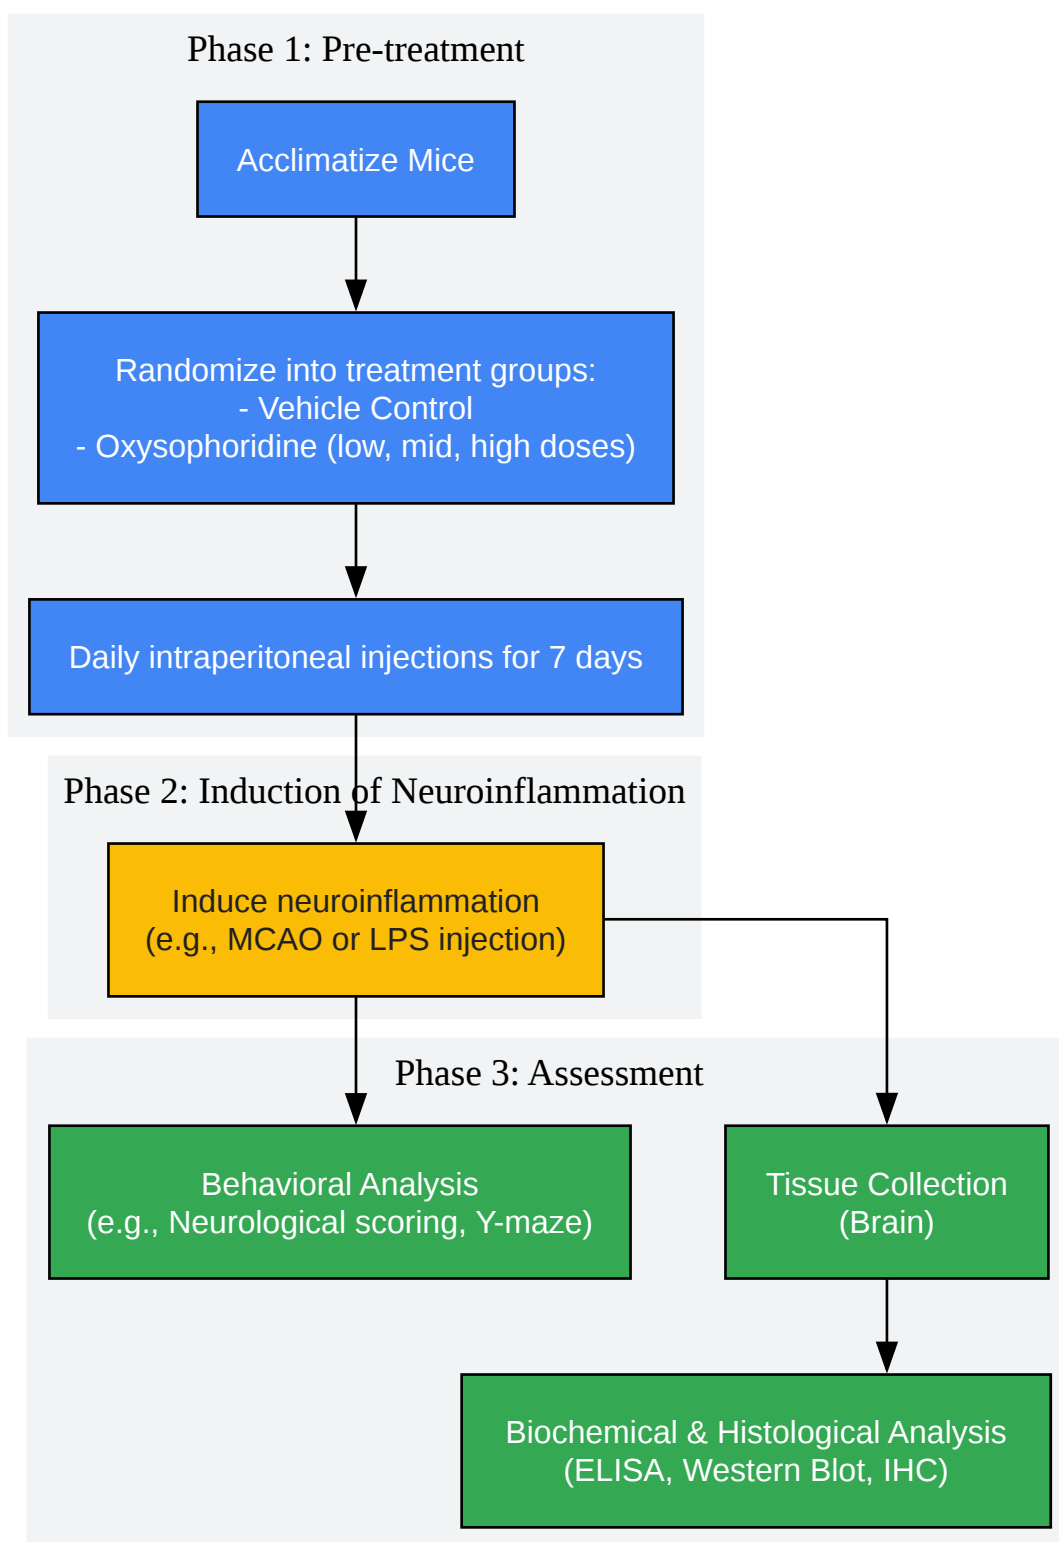 Phase 1: Pre-treatment
Acclimatize Mice
Randomize into treatment groups:
- Vehicle Control
- Oxysophoridine (low, mid, high doses)
Daily intraperitoneal injections for 7 days
Phase 2: Induction of Neuroinflammation
Induce neuroinflammation
(e.g., MCAO or LPS injection)
Phase 3: Assessment
Behavioral Analysis
(e.g., Neurological scoring, Y-maze)
Tissue Collection
(Brain)
Biochemical & Histological Analysis
(ELISA, Western Blot, IHC)